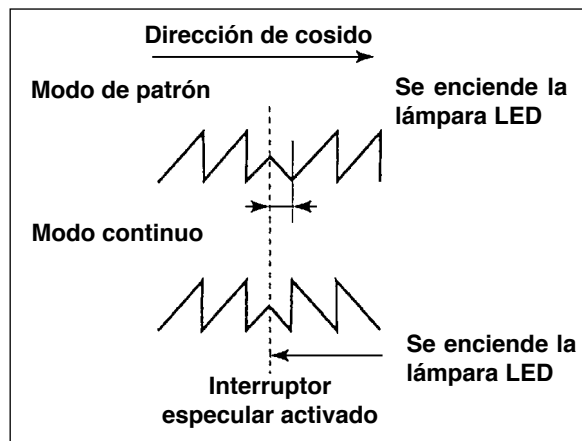 Dirección de cosido
Modo de patrón
Se enciende la
lámpara LED
Modo continuo
Se enciende la
lámpara LED
Interruptor
especular activado